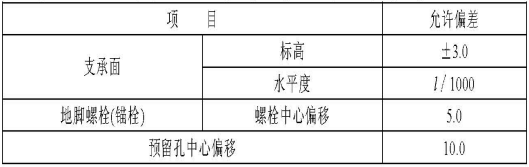 项 目 允许偏差
支承面 标高 ±3.0
水平度 l/1000
地脚螺栓(锚栓) 螺栓中心偏移 5.0
预留孔中心偏移 10.0